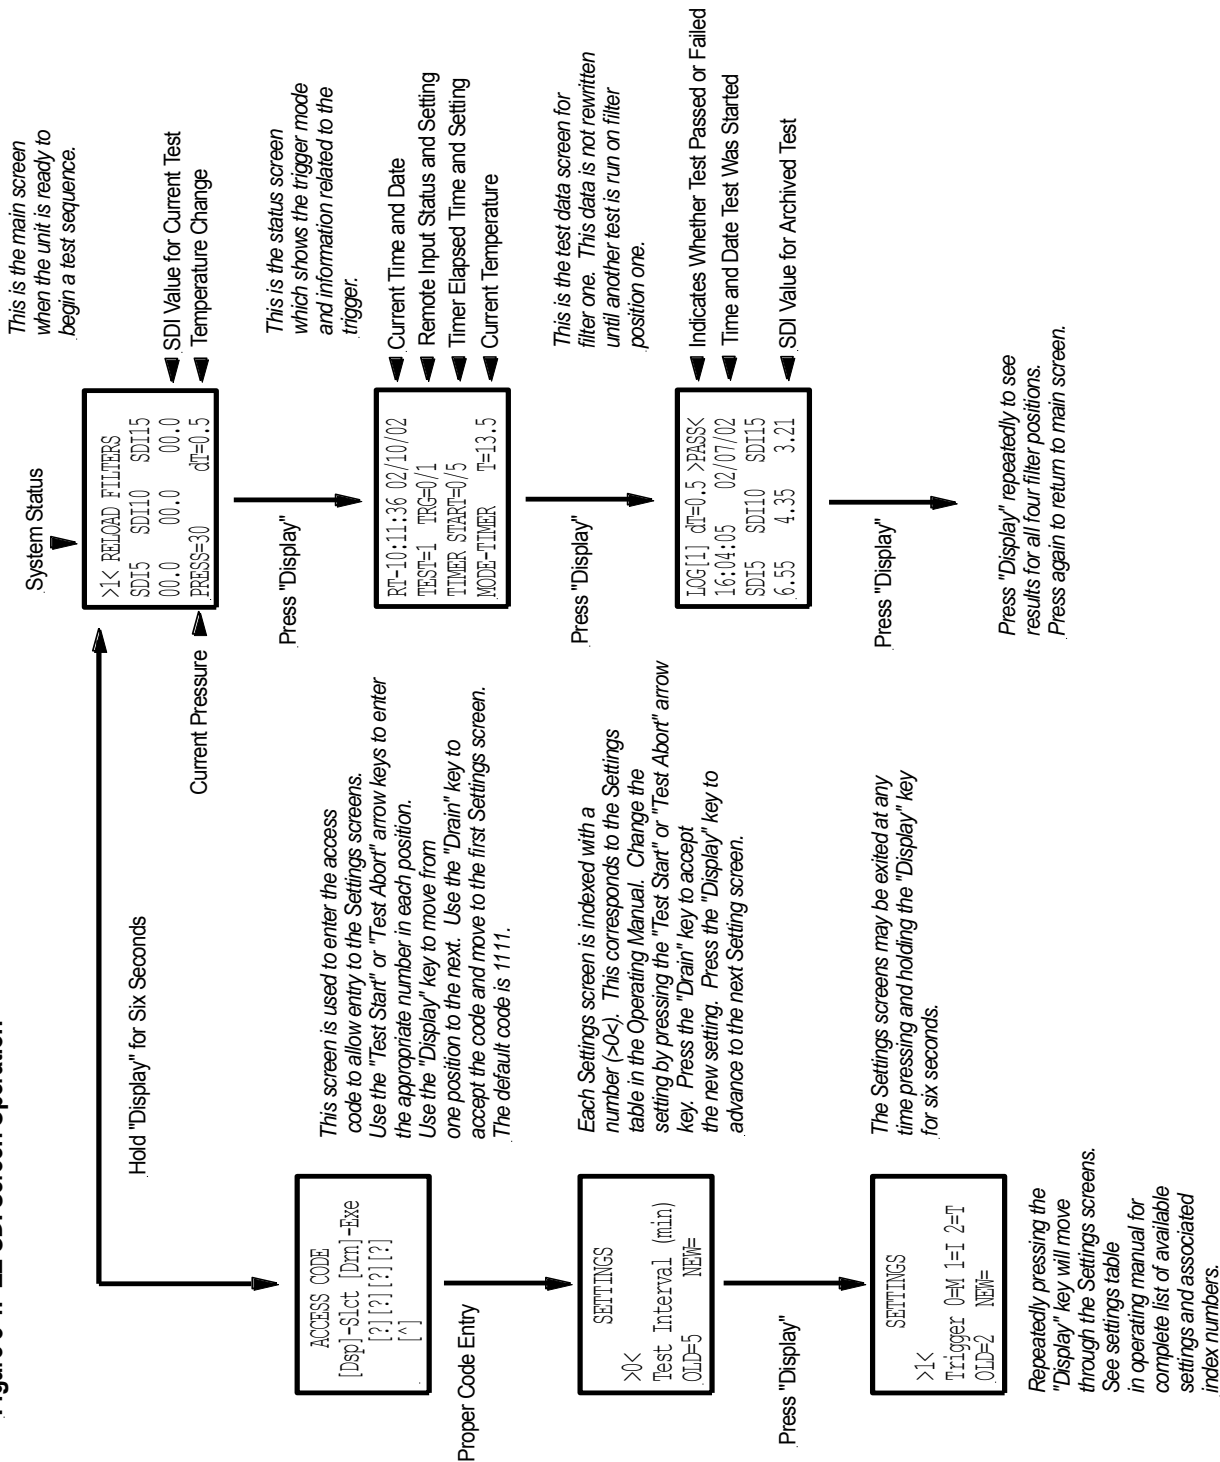 System Status
This is the main screen
when the unit is ready to
begin a test sequence.
>1< RELOAD FILTERS
SDI5 SDI10 SDI15
00.0 00.0 00.0
PRESS=30 dT=0.5
SDI Value for Current Test
Temperature Change
Current Pressure
Hold "Display" for Six Seconds
Press "Display"
This is the status screen
which shows the trigger mode
and information related to the
trigger.
RT-10:11:36 02/10/02
TEST=1 TRG=0/1
TIMER START=0/5
MODE-TIMER T=13.5
Current Time and Date
Remote Input Status and Setting
Timer Elapsed Time and Setting
Current Temperature
Press "Display"
This is the test data screen for
filter one. This data is not rewritten
until another test is run on filter
position one.
LOG[1] dT=0.5 >PASS<
16:04:05 02/07/02
SDI5 SDI10 SDI15
6.55 4.35 3.21
Indicates Whether Test Passed or Failed
Time and Date Test Was Started
SDI Value for Archived Test
Press "Display"
Press "Display" repeatedly to see
results for all four filter positions.
Press again to return to main screen.
ACCESS CODE
[Dsp]-Slct [Drn]-Exe
[?][?][?][?]
[^]
This screen is used to enter the access
code to allow entry to the Settings screens.
Use the "Test Start" or "Test Abort" arrow keys to enter
the appropriate number in each position.
Use the "Display" key to move from
one position to the next. Use the "Drain" key to
accept the code and move to the first Settings screen.
The default code is 1111.
Proper Code Entry
SETTINGS
>0<
Test Interval (min)
OLD=5 NEW=
Each Settings screen is indexed with a
number (>0<). This corresponds to the Settings
table in the Operating Manual. Change the
setting by pressing the "Test Start" or "Test Abort" arrow
key. Press the "Drain" key to accept
the new setting. Press the "Display" key to
advance to the next Setting screen.
Press "Display"
SETTINGS
>1<
Trigger 0=M 1=I 2=T
OLD=2 NEW=
The Settings screens may be exited at any
time pressing and holding the "Display" key
for six seconds.
Repeatedly pressing the
"Display" key will move
through the Settings screens.
See settings table
in operating manual for
complete list of available
settings and associated
index numbers.